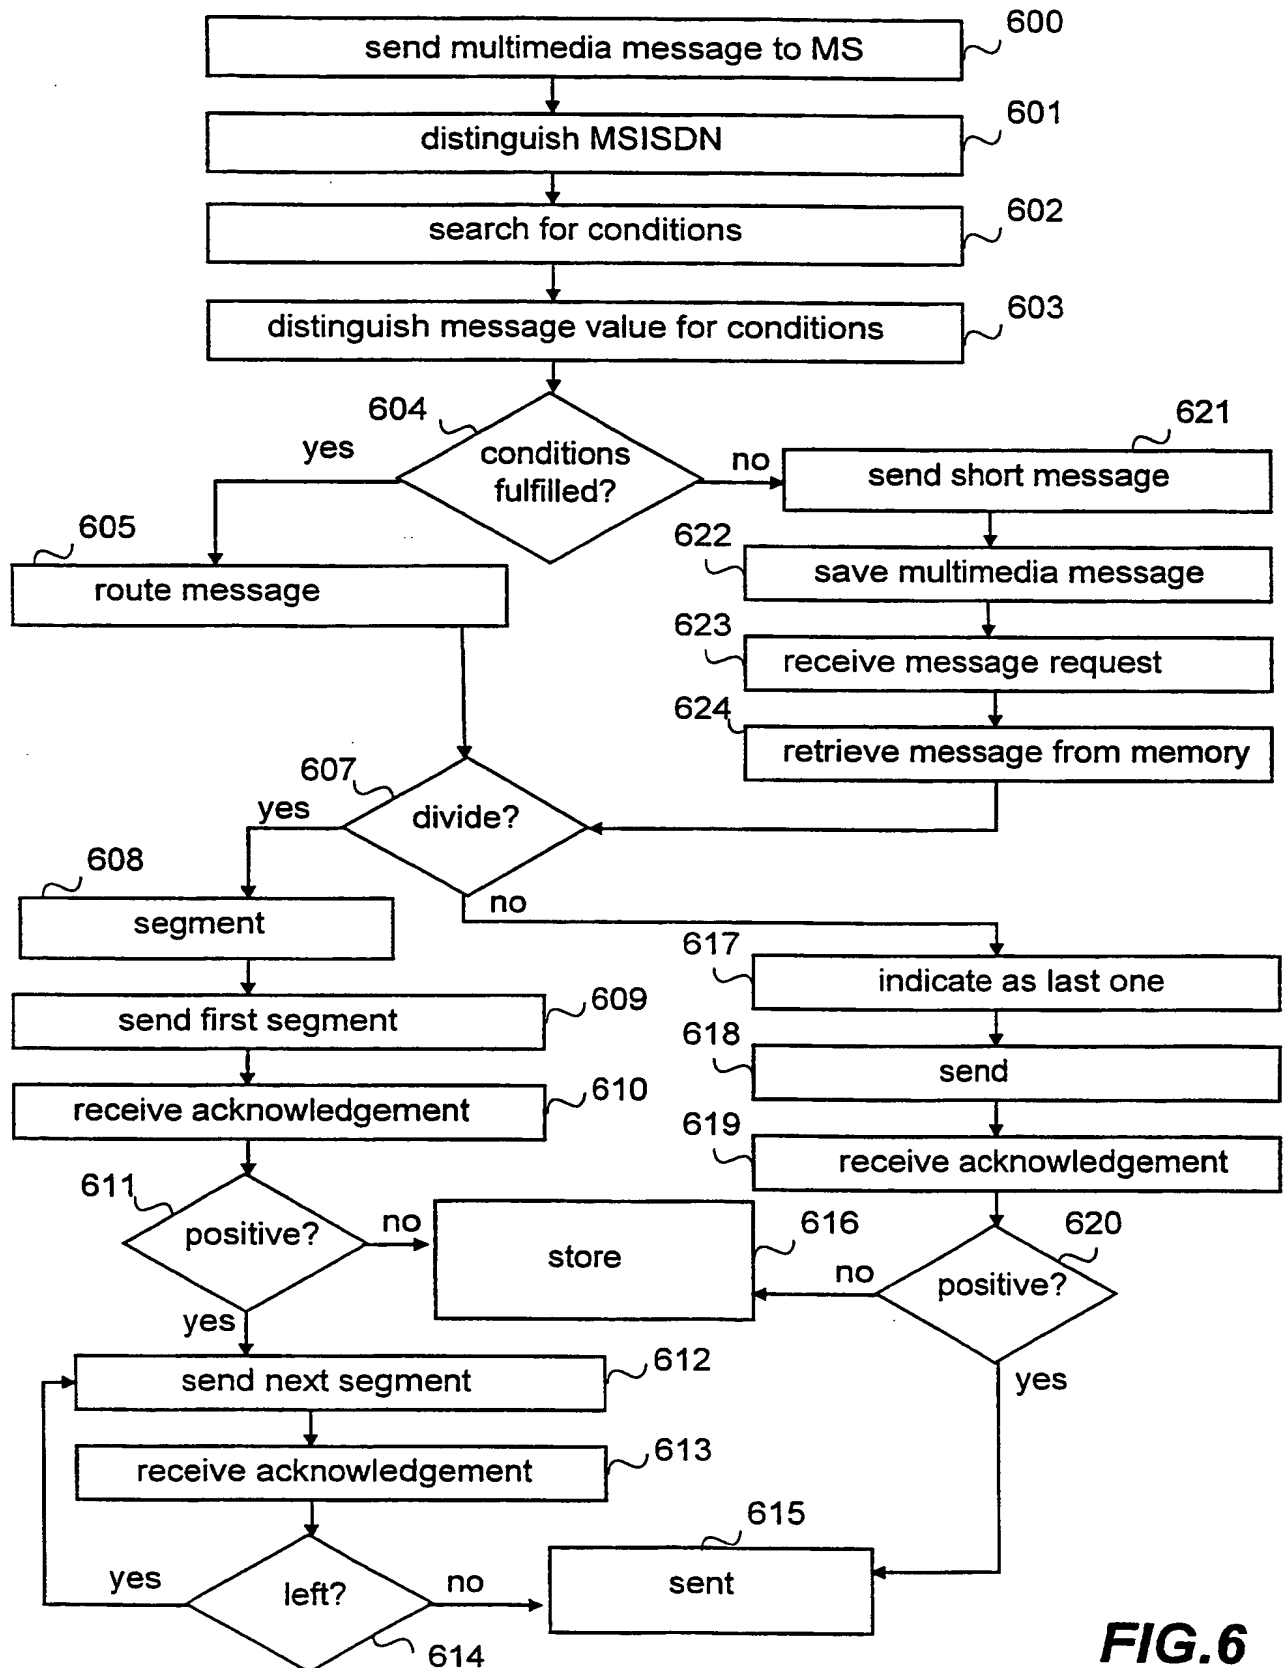 send multimedia message to MS
600
distinguish MSISDN
601
search for conditions
602
distinguish message value for conditions
603
604
conditions
fulfilled?
yes
no
621
send short message
605
route message
622
save multimedia message
623
receive message request
624
retrieve message from memory
607
divide?
yes
no
608
segment
617
indicate as last one
send first segment
609
618
send
receive acknowledgement
610
619
receive acknowledgement
611
positive?
no
yes
store
616
620
positive?
no
yes
send next segment
612
receive acknowledgement
613
left?
yes
no
614
615
sent
FIG.6